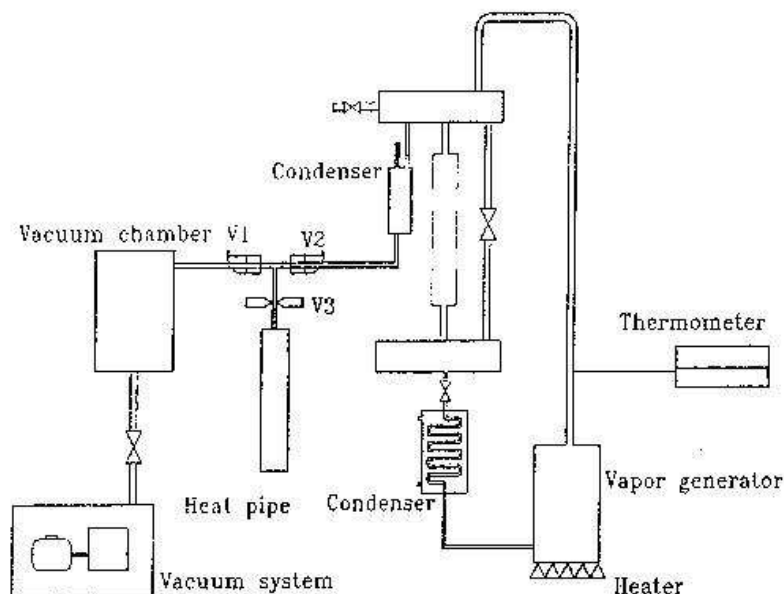 Condenser
Vacuum chamber V1
V2
V3
Thermometer
Heat pipe
Condenser
Vapor generator
Vacuum system
Heater